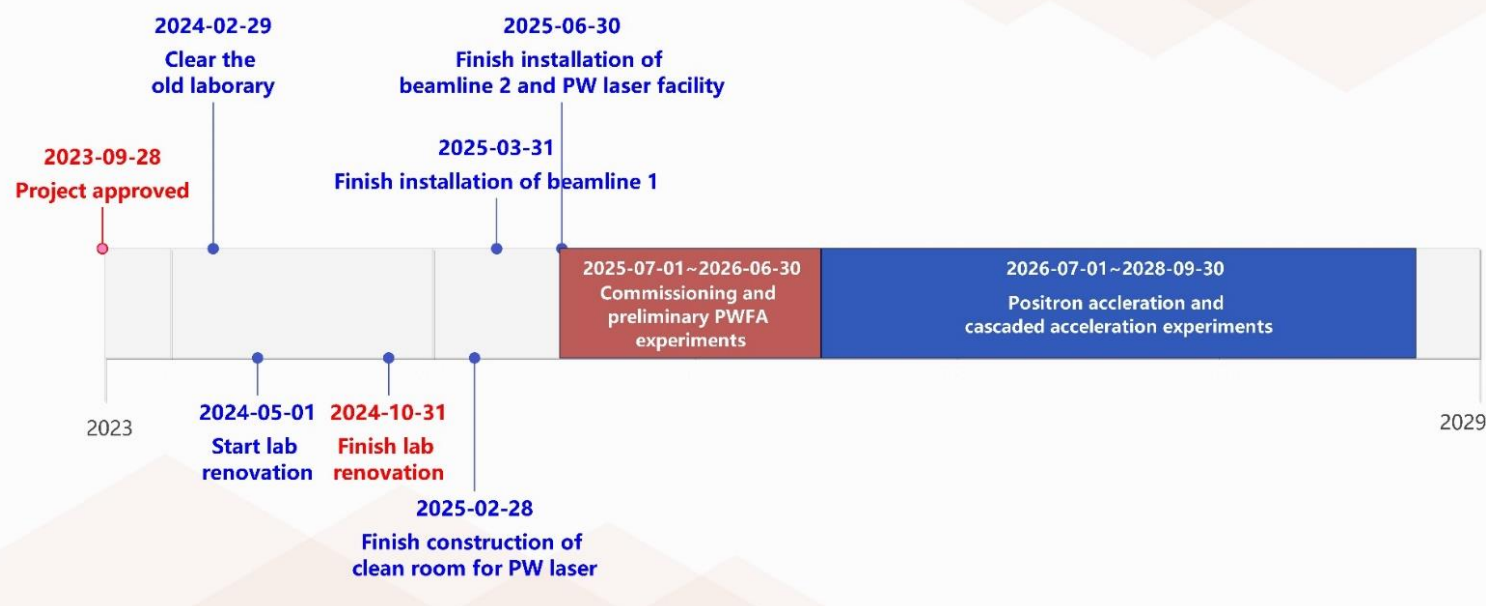 2024-02-29
Clear the
old laborary
2025-06-30
Finish installation of
beamline 2 and PW laser facility
2023-09-28
Project approved
2025-03-31
Finish installation of beamline 1
2025-07-01~2026-06-30
Commissioning and
preliminary PWFA
experiments
2026-07-01~2028-09-30
Positron accleration and
cascaded acceleration experiments
2023
2029
2024-05-01
Start lab
renovation
2024-10-31
Finish lab
renovation
2025-02-28
Finish construction of
clean room for PW laser